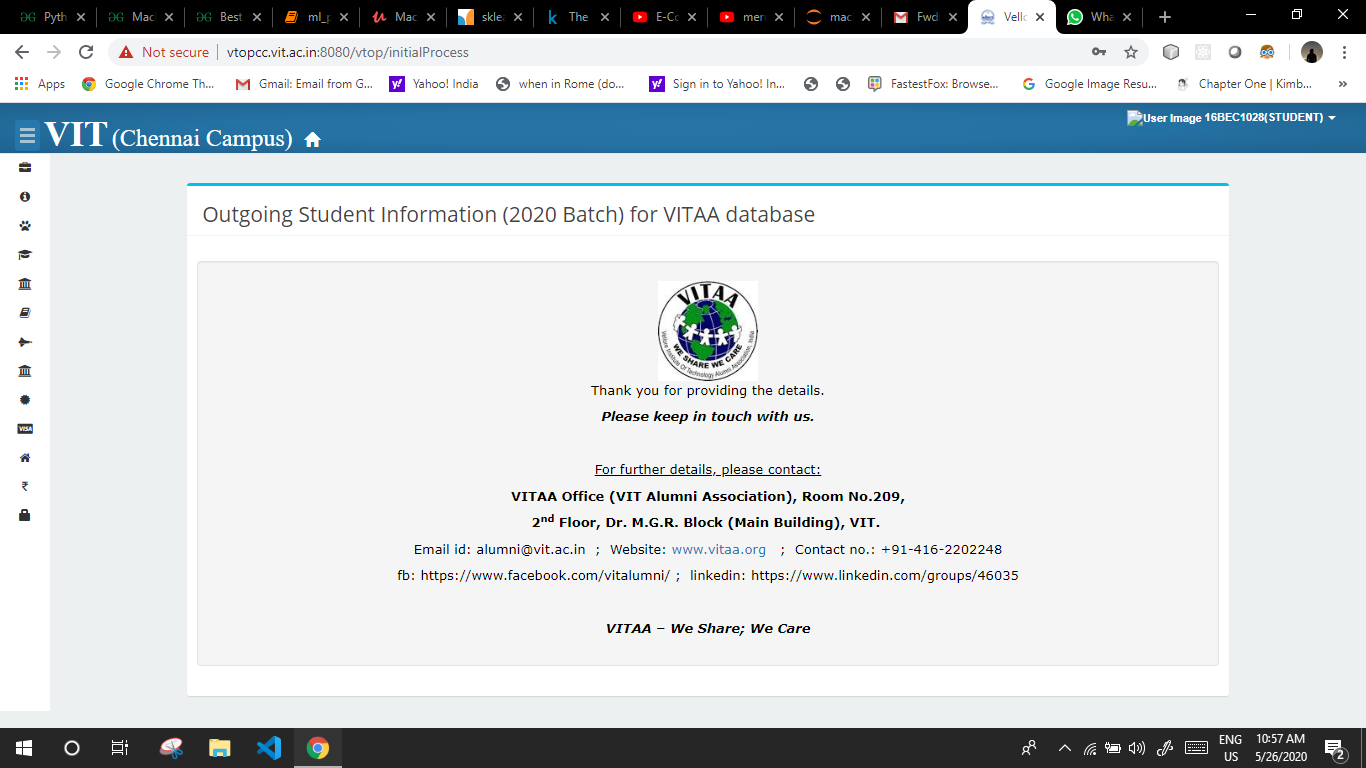 Pyth
Mac
Best
ml_p
Mac
sklea
The
E-Co
mer
mac
Fwd
Vello
Wha
Not secure | vtopcc.vit.ac.in:8080/vtop/initialProcess
Apps
Google Chrome Th...
Gmail: Email from G...
Yahoo! India
when in Rome (do...
Sign in to Yahoo! In...
FastestFox: Browse...
Google Image Resu...
Chapter One | Kimb...
»
VIT (Chennai Campus)
User Image 16BEC1028(STUDENT)
VISA
₹
Outgoing Student Information (2020 Batch) for VITAA database
VITAA
WE SHARE WE CARE
Vellore Institute Of Technology Alumni Association, India
Thank you for providing the details.
Please keep in touch with us.
For further details, please contact:
VITAA Office (VIT Alumni Association), Room No.209,
2nd Floor, Dr. M.G.R. Block (Main Building), VIT.
Email id: alumni@vit.ac.in ; Website: www.vitaa.org ; Contact no.: +91-416-2202248
fb: https://www.facebook.com/vitalumni/ ; linkedin: https://www.linkedin.com/groups/46035
VITAA – We Share; We Care
ENG
US
10:57 AM
5/26/2020
2